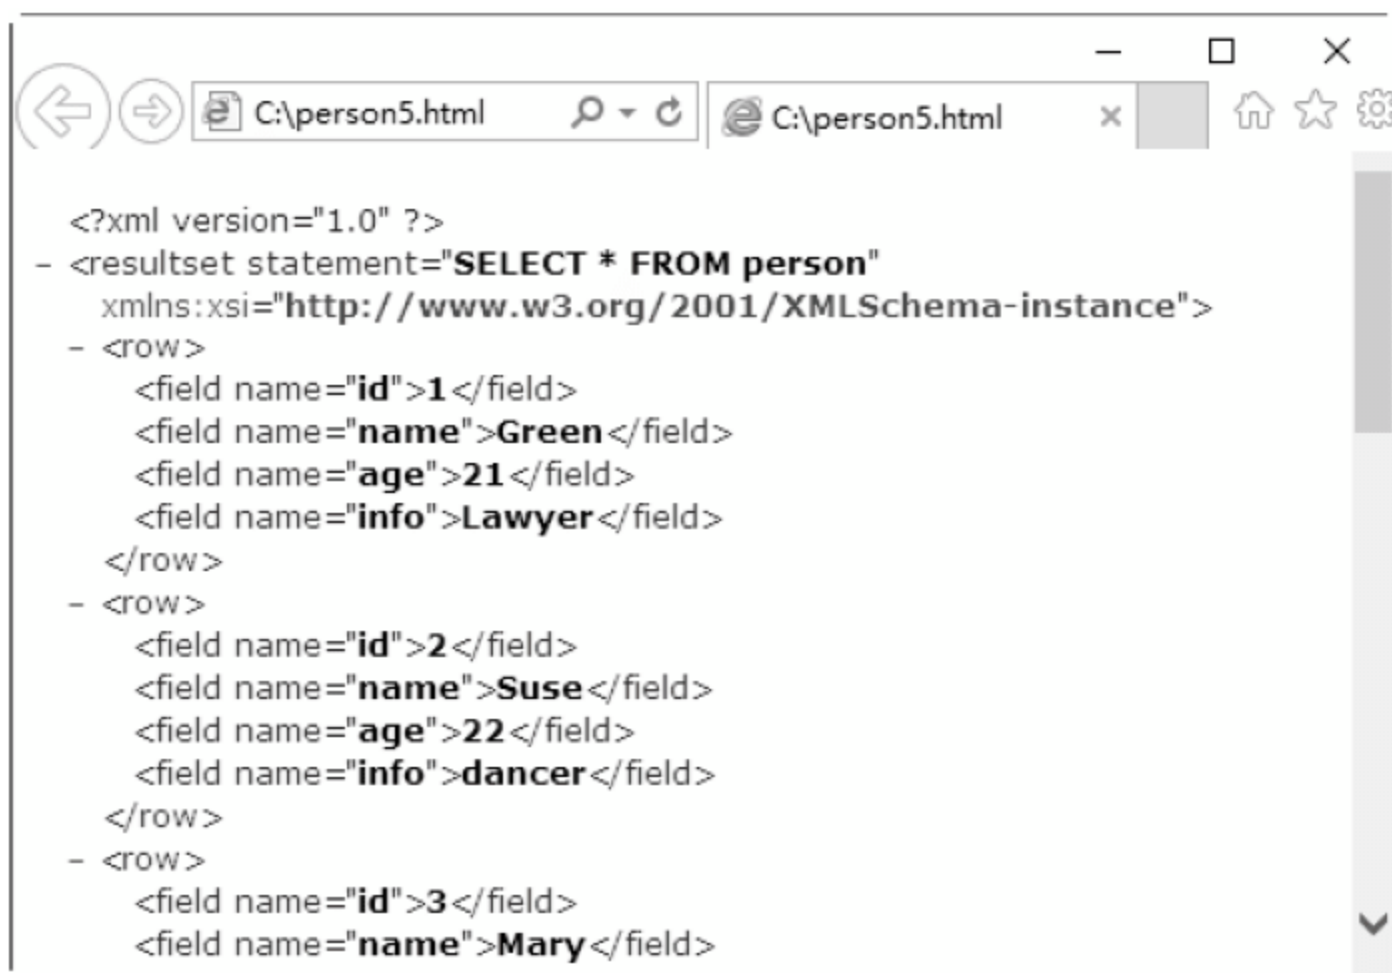 C:\person5.html
C:\person5.html
<?xml version="1.0" ?>
- <resultset statement="SELECT * FROM person"
xmlns:xsi="http://www.w3.org/2001/XMLSchema-instance">
- <row>
<field name="id">1</field>
<field name="name">Green</field>
<field name="age">21</field>
<field name="info">Lawyer</field>
</row>
- <row>
<field name="id">2</field>
<field name="name">Suse</field>
<field name="age">22</field>
<field name="info">dancer</field>
</row>
- <row>
<field name="id">3</field>
<field name="name">Mary</field>